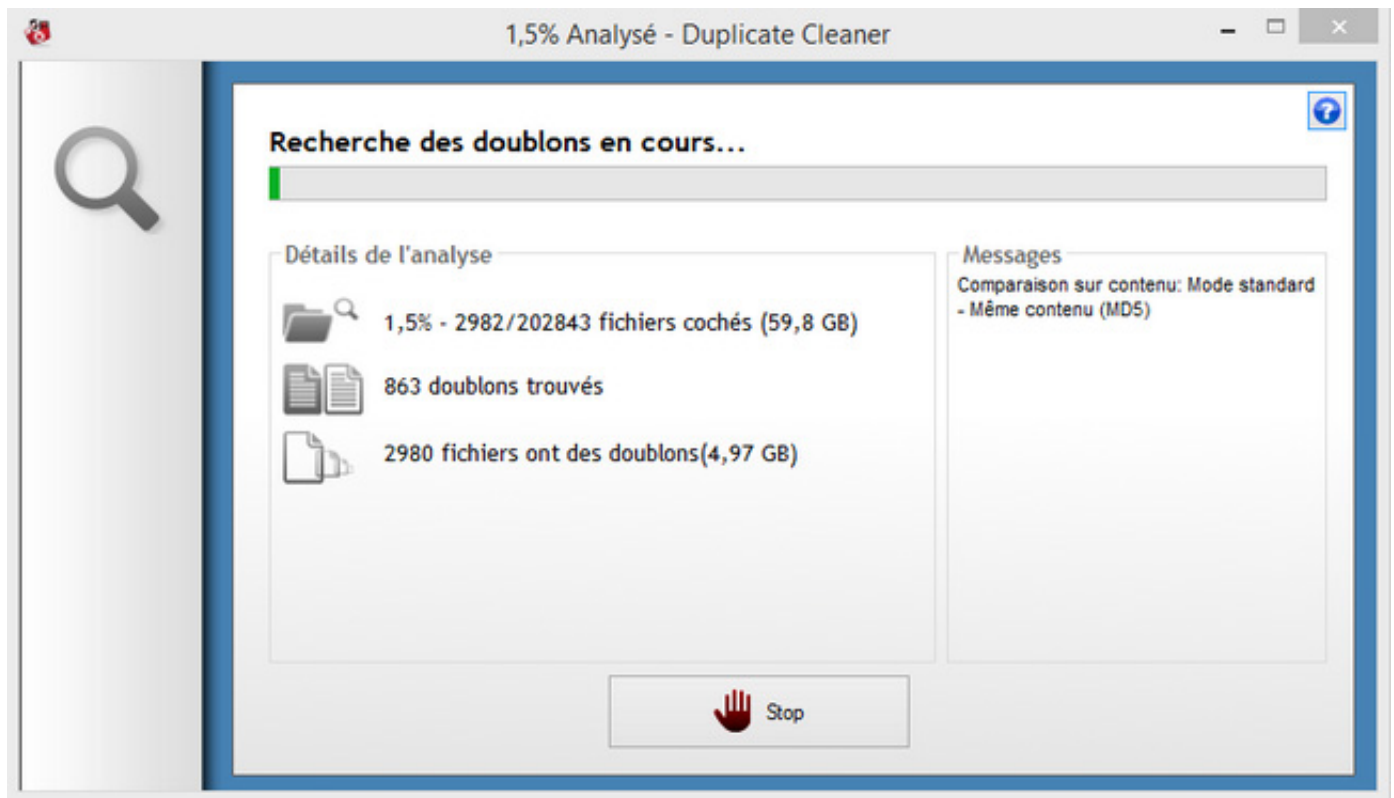 1,5% Analysé - Duplicate Cleaner
Recherche des doublons en cours...
Détails de l'analyse
1,5% - 2982/202843 fichiers cochés (59,8 GB)
863 doublons trouvés
2980 fichiers ont des doublons(4,97 GB)
Messages
Comparaison sur contenu: Mode standard
- Même contenu (MD5)
Stop